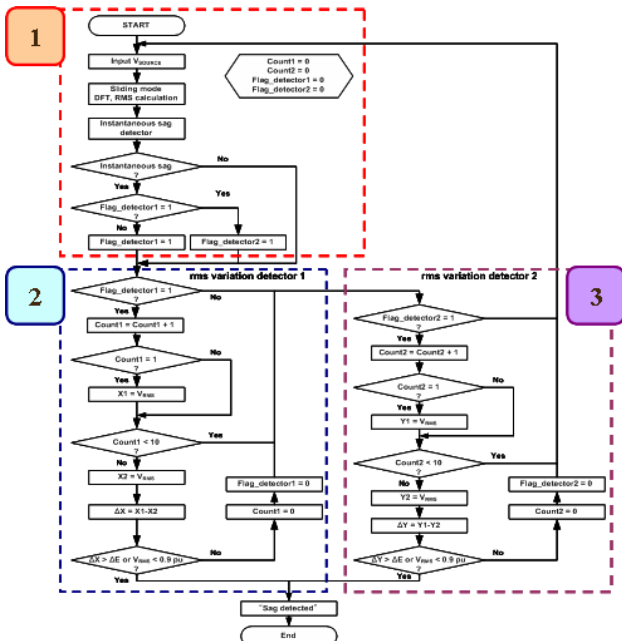 1
START
Input VSOURCE
Count1 = 0
Count2 = 0
Flag_detector1 = 0
Flag_detector2 = 0
Sliding mode
DFT, RMS calculation
Instantaneous sag
detector
Instantaneous sag
?
No
Yes
Yes
Flag_detector1 = 1
?
No
Flag_detector1 = 1
Flag_detector2 = 1
2
rms variation detector 1
Flag_detector1 = 1
?
No
Yes
Count1 = Count1 + 1
Count1 = 1
?
No
Yes
X1 = VRMS
Count1 < 10
?
Yes
No
X2 = VRMS
Flag_detector1 = 0
ΔX = X1-X2
Count1 = 0
ΔX > ΔE or VRMS < 0.9 pu
?
No
Yes
3
rms variation detector 2
Flag_detector2 = 1
?
Yes
Count2 = Count2 + 1
Count2 = 1
?
No
Yes
Y1 = VRMS
Count2 < 10
?
Yes
No
Y2 = VRMS
Flag_detector2 = 0
ΔY = Y1-Y2
Count2 = 0
ΔY > ΔE or VRMS < 0.9 pu
?
No
Yes
"Sag detected"
End